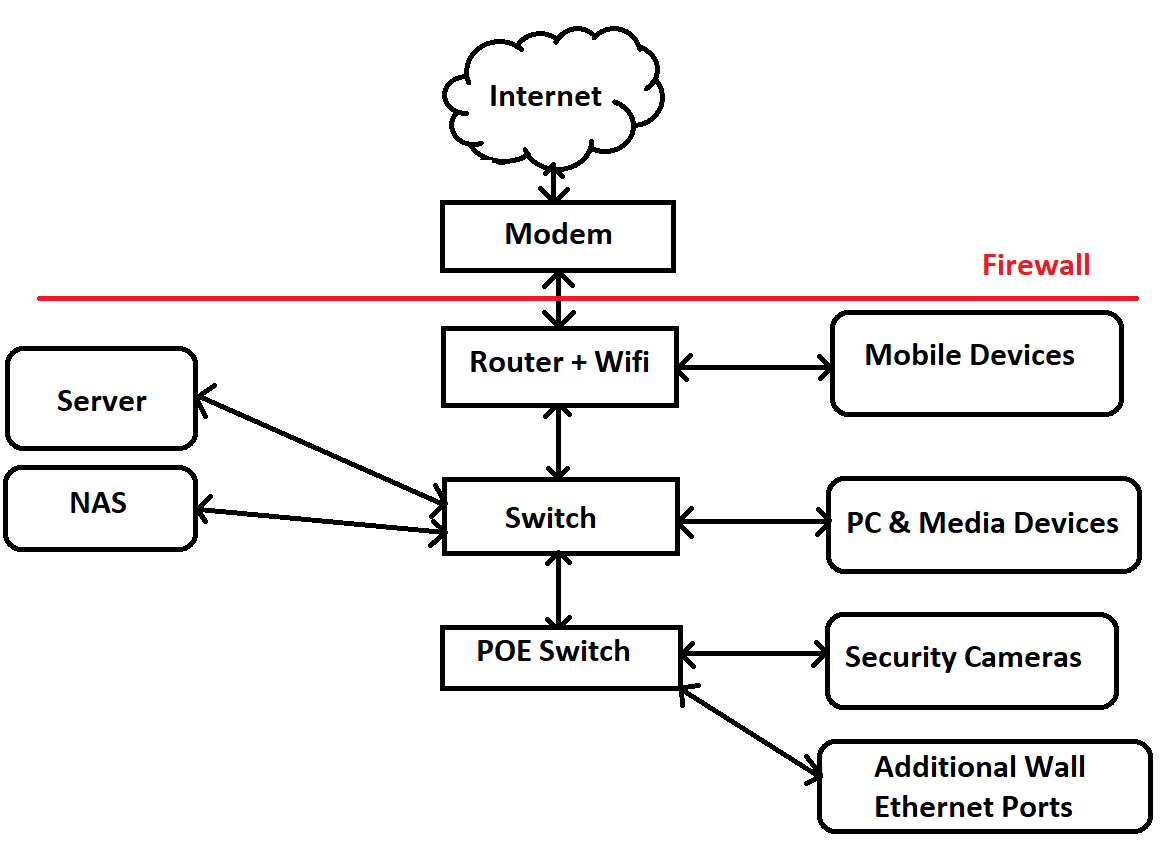 Internet
Modem
Firewall
Router + Wifi
Mobile Devices
Server
NAS
Switch
PC & Media Devices
POE Switch
Security Cameras
Additional Wall
Ethernet Ports